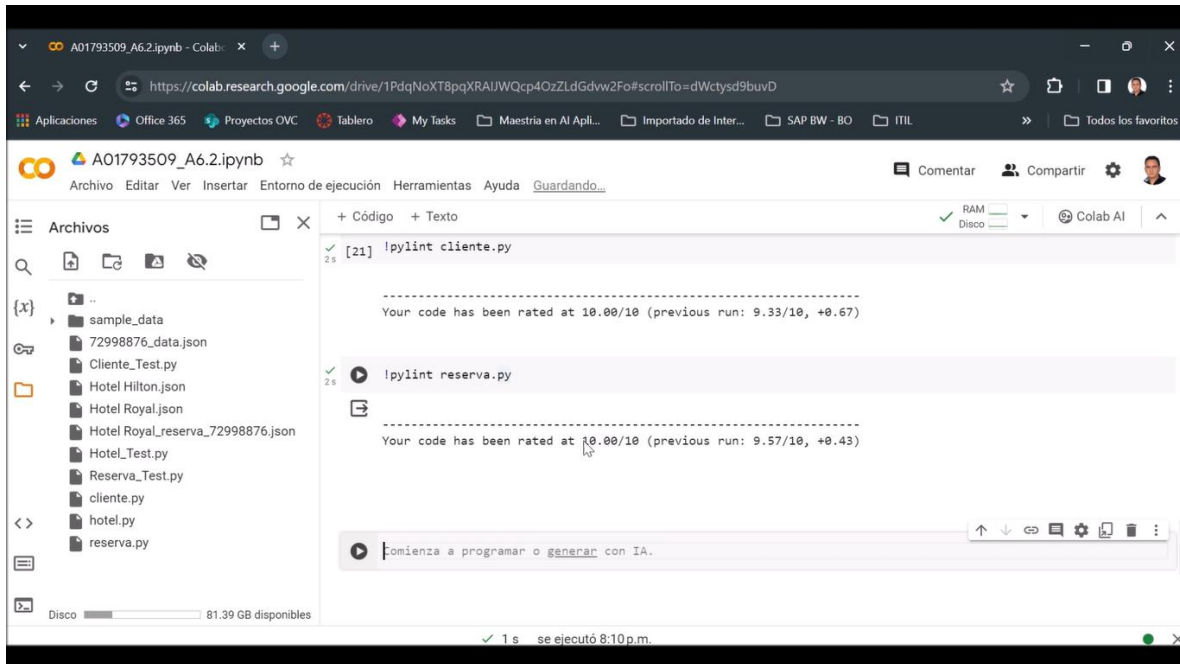 A01793509_A6.2.ipynb - Colab
https://colab.research.google.com/drive/1PdqNoXT8pqXRAIJWQcp4OzZLdGdvw2Fo#scrollTo=dWctysd9buvD
Aplicaciones Office 365 Proyectos OVC Tablero My Tasks Maestria en AI Apli... Importado de Inter... SAP BW - BO ITIL » Todos los favoritos
CO A01793509_A6.2.ipynb
Comentar Compartir
Archivo Editar Ver Insertar Entorno de ejecución Herramientas Ayuda Guardando...
Archivos
+ Código + Texto
RAM
Disco
Colab AI
[21] !pylint cliente.py
2 s
{x}
..
sample_data
72998876_data.json
Cliente_Test.py
Hotel Hilton.json
Hotel Royal.json
Hotel Royal_reserva_72998876.json
Hotel_Test.py
Reserva_Test.py
cliente.py
hotel.py
reserva.py
Disco 81.39 GB disponibles
--------------------------------------------------------------------
Your code has been rated at 10.00/10 (previous run: 9.33/10, +0.67)
!pylint reserva.py
2 s
--------------------------------------------------------------------
Your code has been rated at 10.00/10 (previous run: 9.57/10, +0.43)
Comienza a programar o generar con IA.
1 s se ejecutó 8:10 p.m.